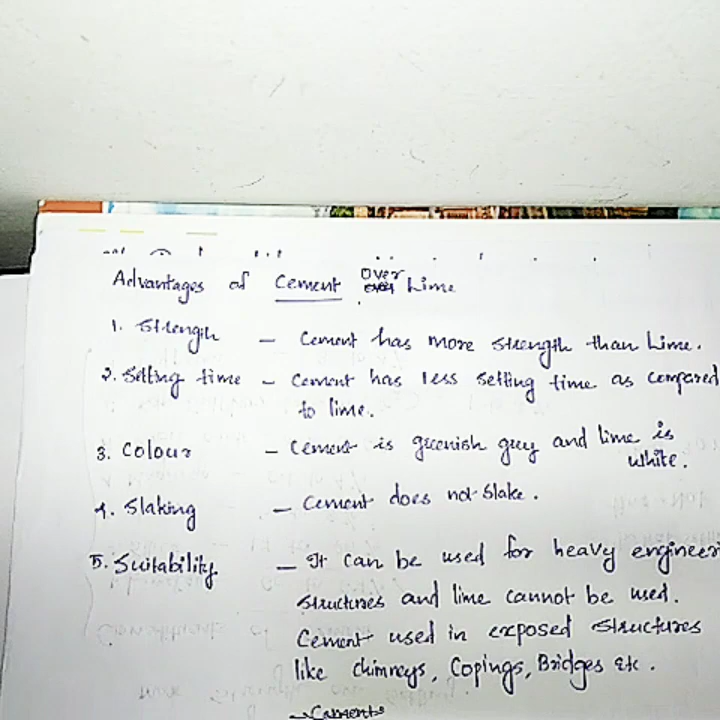 Advantages of Cement Over Lime
1. Strength - Cement has more strength than Lime.
2. Setting time - Cement has less setting time as compared
to lime.
3. Colour - Cement is greenish grey and lime is
white.
4. Slaking - Cement does not slake.
5. Suitability - It can be used for heavy engineer
structures and lime cannot be used.
Cement used in exposed structures
like chimneys, Copings, Bridges etc.